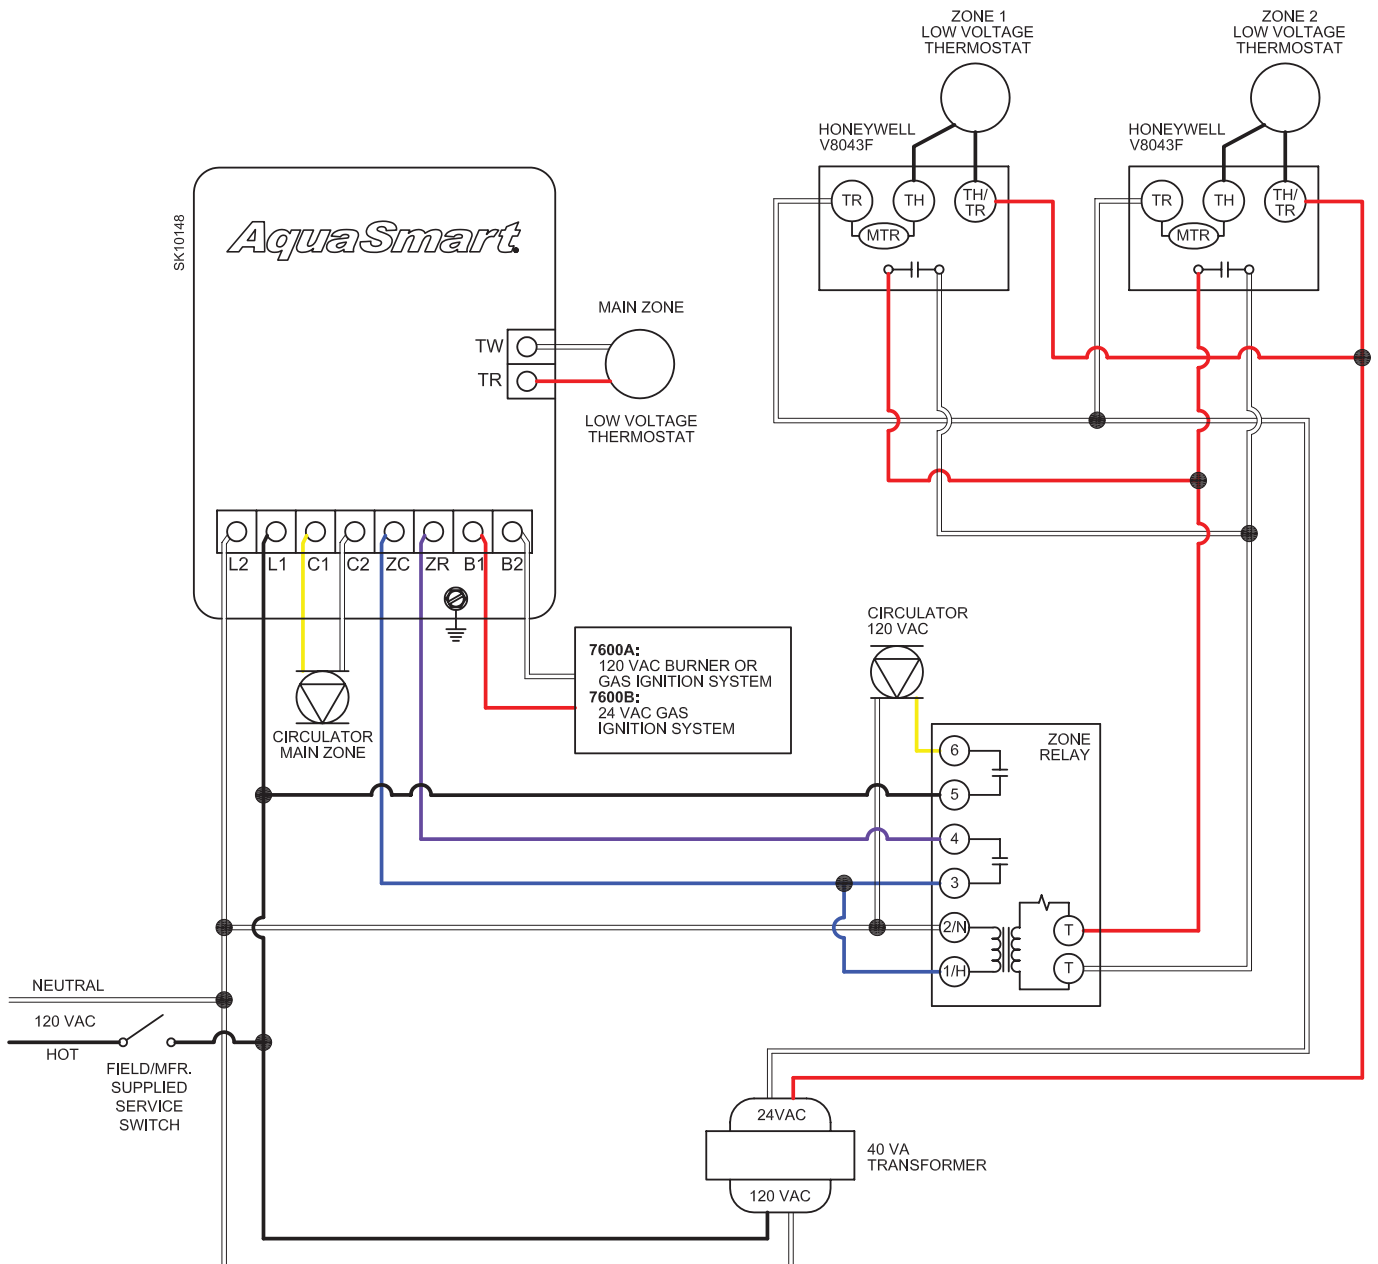 ZONE 1
LOW VOLTAGE
THERMOSTAT
ZONE 2
LOW VOLTAGE
THERMOSTAT
HONEYWELL
V8043F
HONEYWELL
V8043F
TR
TH
TH/
TR
MTR
TR
TH
TH/
TR
MTR
SK10148
AquaSmart
MAIN ZONE
TW
TR
LOW VOLTAGE
THERMOSTAT
L2
L1
C1
C2
ZC
ZR
B1
B2
7600A:
120 VAC BURNER OR
GAS IGNITION SYSTEM
7600B:
24 VAC GAS
IGNITION SYSTEM
CIRCULATOR
120 VAC
CIRCULATOR
MAIN ZONE
ZONE
RELAY
6
5
4
3
2/N
1/H
T
T
NEUTRAL
120 VAC
HOT
FIELD/MFR.
SUPPLIED
SERVICE
SWITCH
24VAC
40 VA
TRANSFORMER
120 VAC